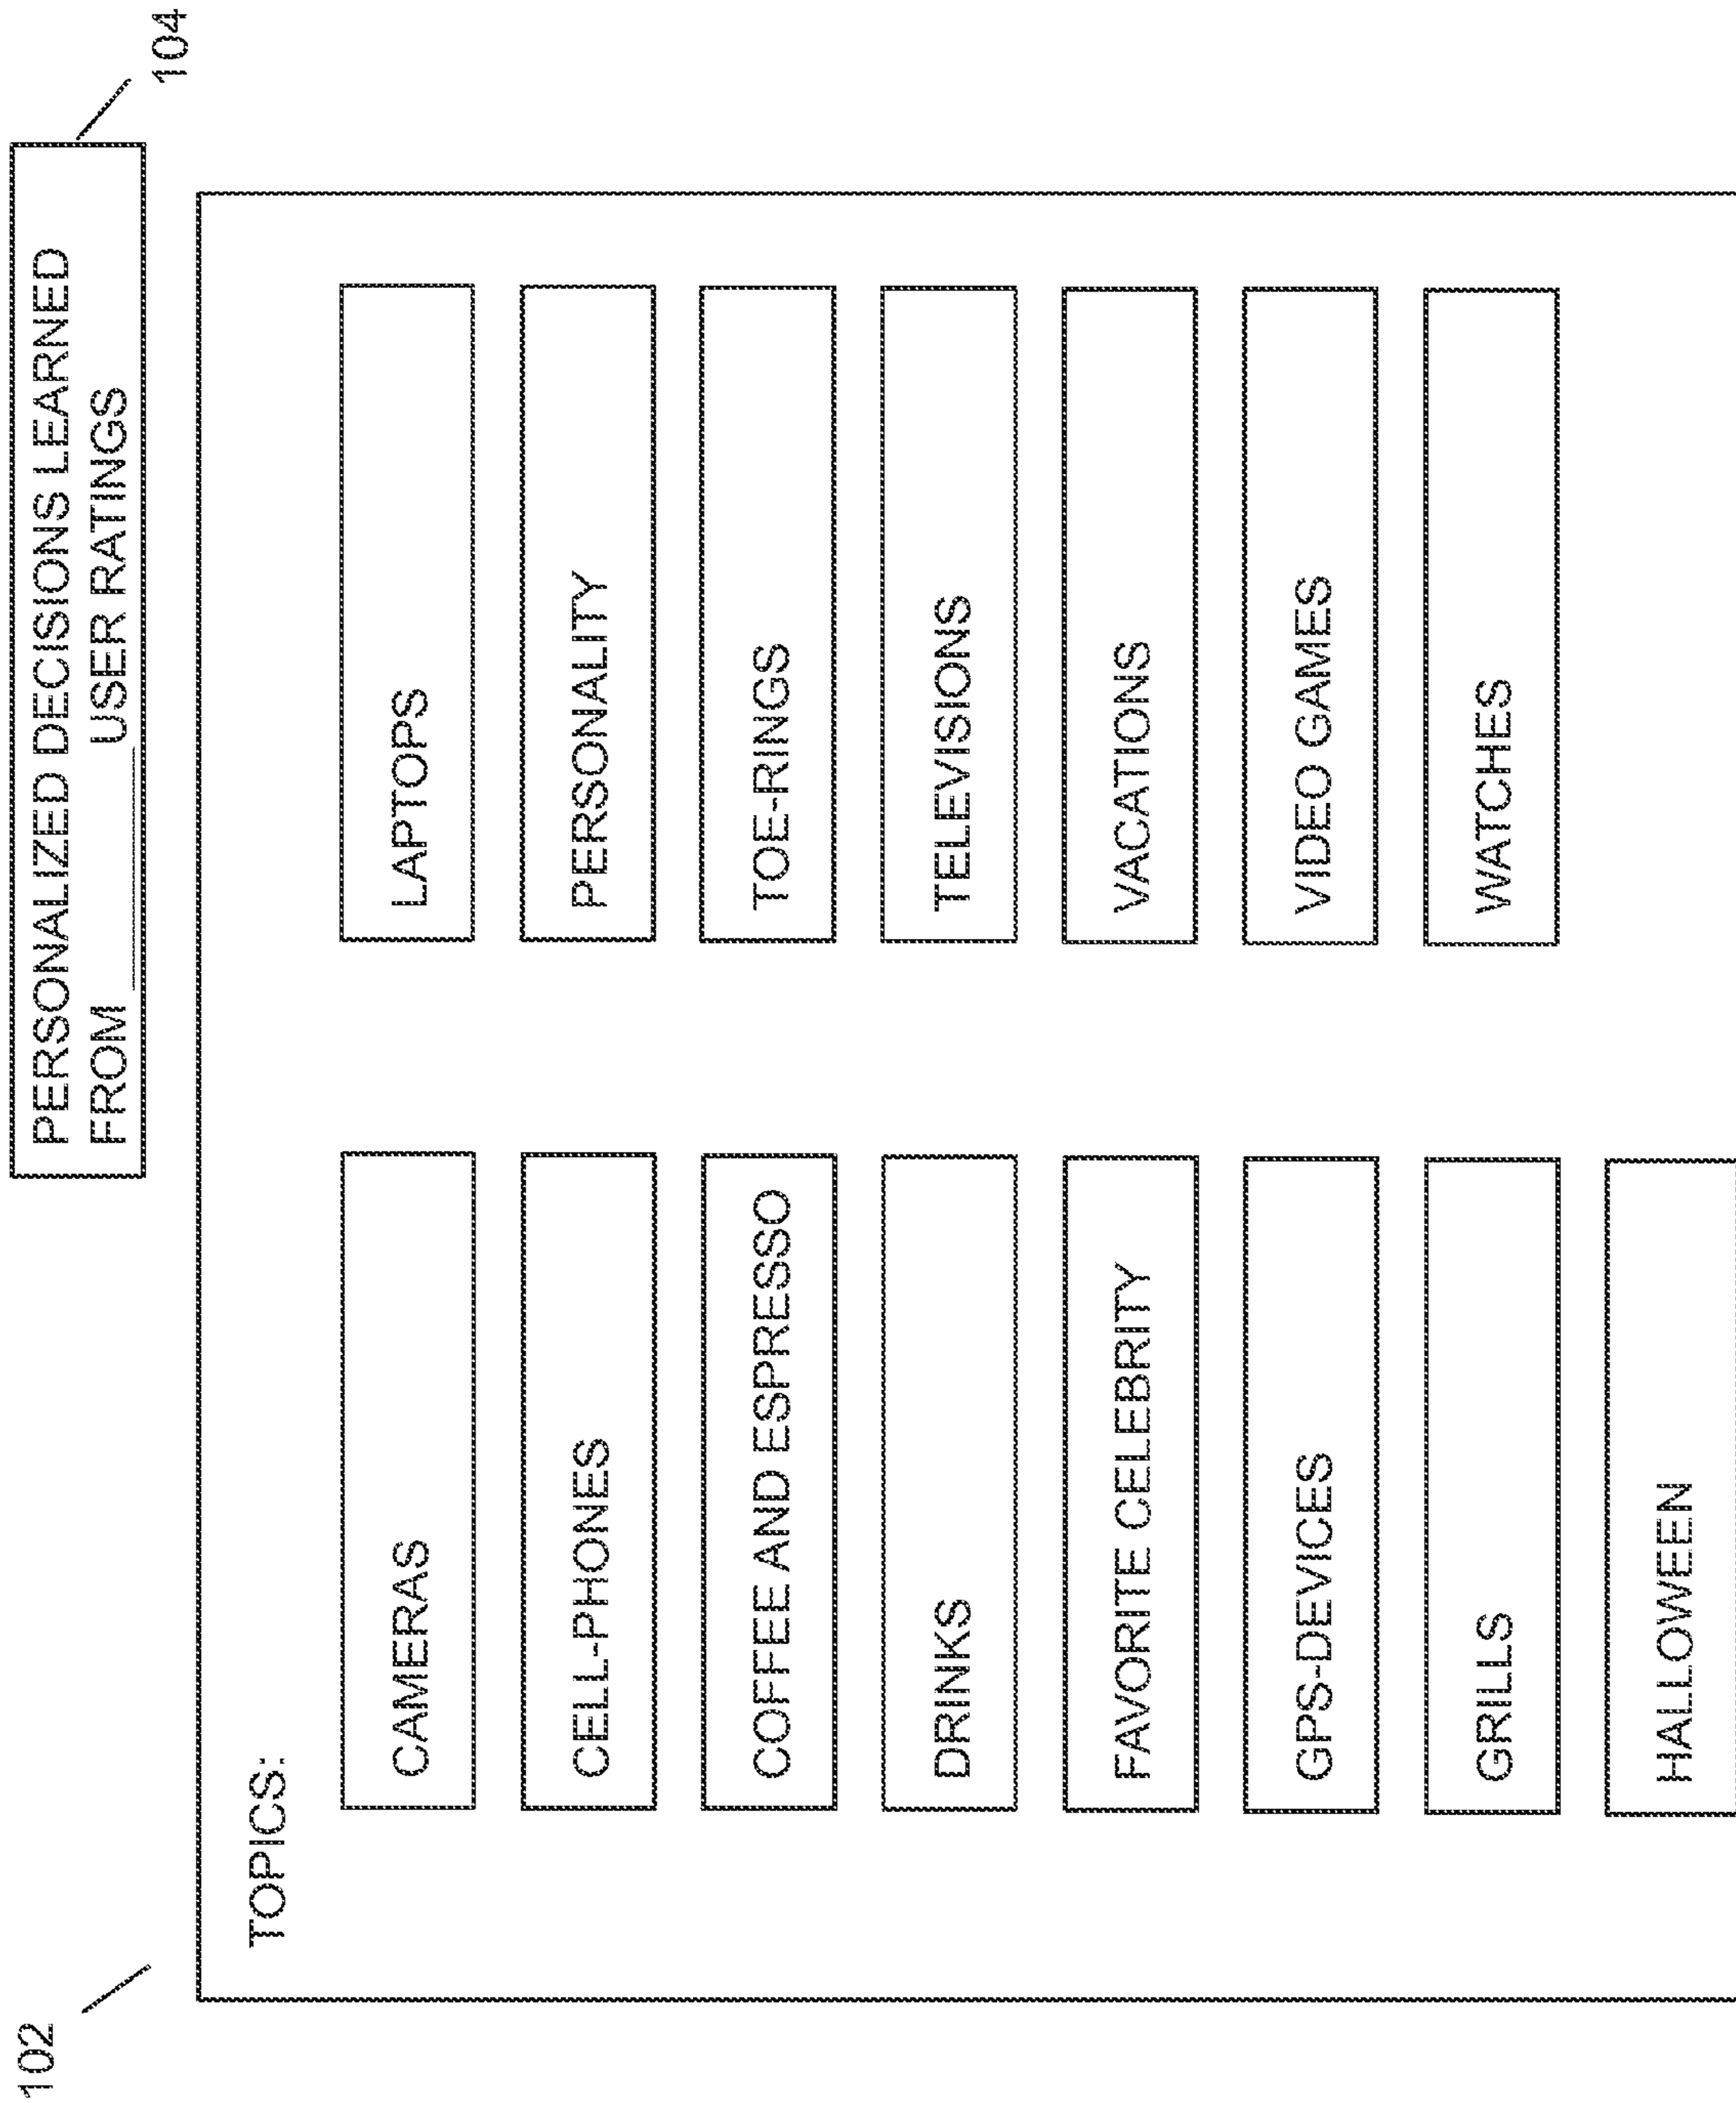 102
PERSONALIZED DECISIONS LEARNED
FROM ________ USER RATINGS
104
TOPICS:
CAMERAS
CELL-PHONES
COFFEE AND ESPRESSO
DRINKS
FAVORITE CELEBRITY
GPS-DEVICES
GRILLS
HALLOWEEN
LAPTOPS
PERSONALITY
TOE-RINGS
TELEVISIONS
VACATIONS
VIDEO GAMES
WATCHES